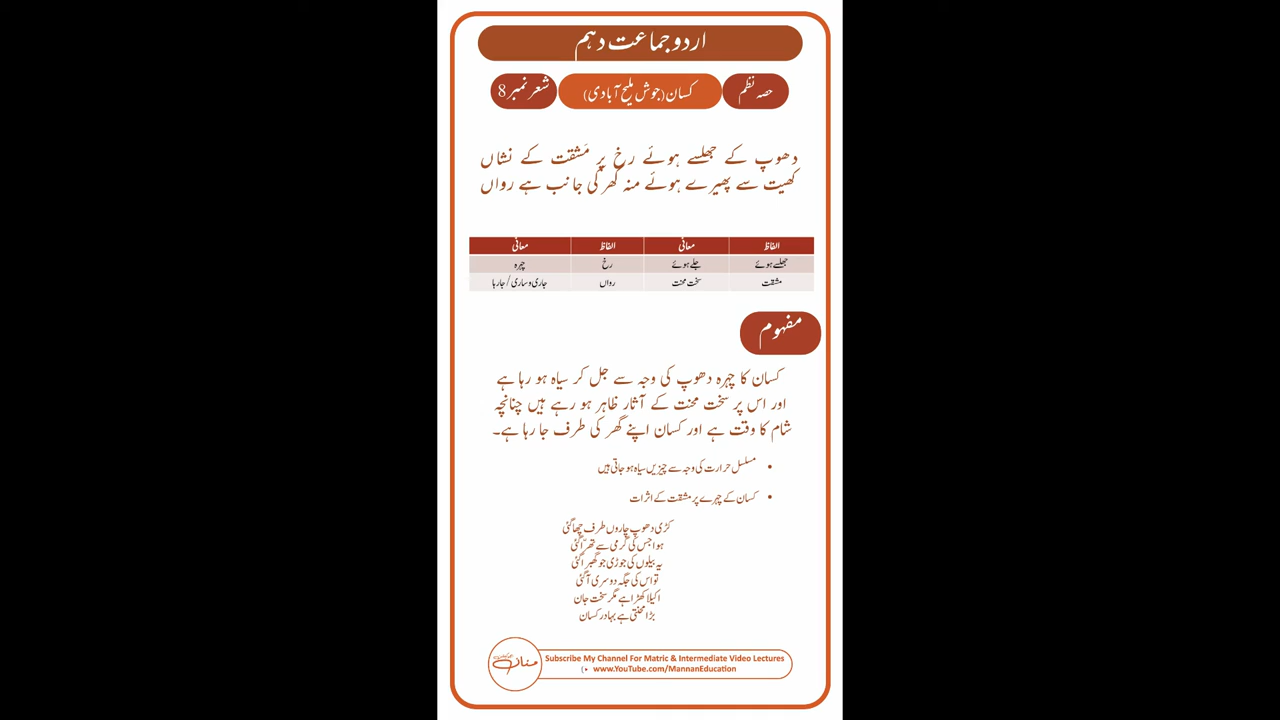 اردو جماعت دہم
حصہ نظم
کسان (جوش ملیح آبادی)
شعر نمبر 8
دھوپ کے جھلسے ہوئے رخ پر مَشقت کے نشاں
کھیت سے پھیرے ہوئے منہ گھر کی جانب ہے رواں
الفاظ معانی الفاظ معانی
جھلسے ہوئے جلے ہوئے رخ چہرہ
مشقت سخت محنت رواں جاری و ساری / جا رہا
مفہوم
کسان کا چہرہ دھوپ کی وجہ سے جل کر سیاہ ہو رہا ہے
اور اس پر سخت محنت کے آثار ظاہر ہو رہے ہیں چنانچہ
شام کا وقت ہے اور کسان اپنے گھر کی طرف جا رہا ہے۔
• مسلسل حرارت کی وجہ سے چیزیں سیاہ ہو جاتی ہیں
• کسان کے چہرے پر مشقت کے اثرات
کڑی دھوپ چاروں طرف چھا گئی
ہوا جس کی گرمی سے تھرّا گئی
یہ بیلوں کی جوڑی جو گھبرا گئی
تو اس کی جگہ دوسری آ گئی
اکیلا کھڑا ہے مگر سخت جان
بڑا محنتی ہے بہادر کسان
منان
Subscribe My Channel For Matric & Intermediate Video Lectures
www.YouTube.com/MannanEducation